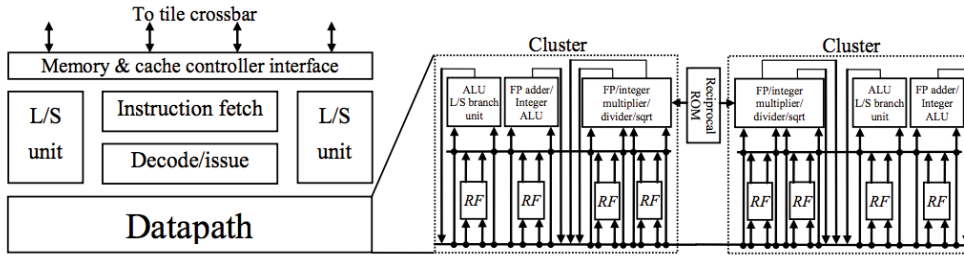 To tile crossbar
Memory & cache controller interface
L/S
unit
Instruction fetch
Decode/issue
L/S
unit
Datapath
Cluster
ALU
L/S branch
unit
FP adder/
Integer
ALU
FP/integer
multiplier/
divider/sqrt
RF
RF
RF
RF
Reciprocal
ROM
Cluster
FP/integer
multiplier/
divider/sqrt
ALU
L/S branch
unit
FP adder/
Integer
ALU
RF
RF
RF
RF